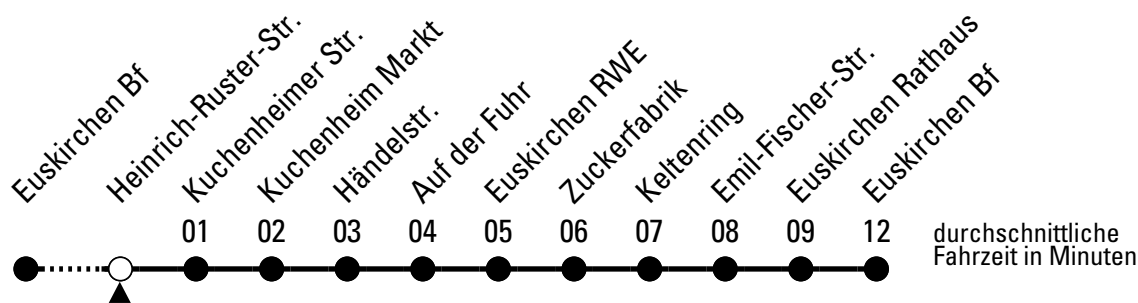 Euskirchen Bf
Heinrich-Ruster-Str.
Kuchenheimer Str.
Kuchenheim Markt
Händelstr.
Auf der Fuhr
Euskirchen RWE
Zuckerfabrik
Keltenring
Emil-Fischer-Str.
Euskirchen Rathaus
Euskirchen Bf
01 02 03 04 05 06 07 08 09 12
durchschnittliche
Fahrzeit in Minuten